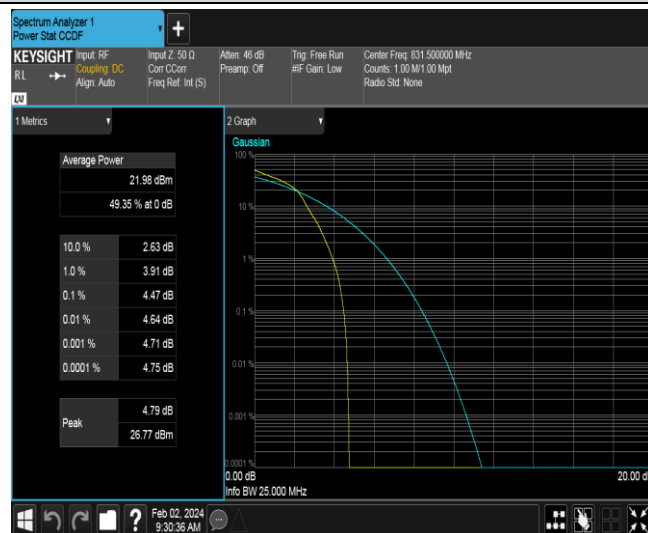 Spectrum Analyzer 1
Power Stat CCDF
+
KEYSIGHT
RL
Input: RF
Coupling: DC
Align: Auto
Input Z: 50 Ω
Corr CCorr
Freq Ref: Int (S)
Atten: 46 dB
Preamp: Off
Trig: Free Run
#IF Gain: Low
Center Freq: 831.500000 MHz
Counts: 1.00 M/1.00 Mpt
Radio Std: None
LXI
1 Metrics
Average Power
21.98 dBm
49.35 % at 0 dB
10.0 % 2.63 dB
1.0 % 3.91 dB
0.1 % 4.47 dB
0.01 % 4.64 dB
0.001 % 4.71 dB
0.0001 % 4.75 dB
Peak
4.79 dB
26.77 dBm
2 Graph
Gaussian
100 %
10 %
1 %
0.1 %
0.01 %
0.001 %
0.0001 %
0.00 dB
20.00 d
Info BW 25.000 MHz
?
Feb 02, 2024
9:30:36 AM